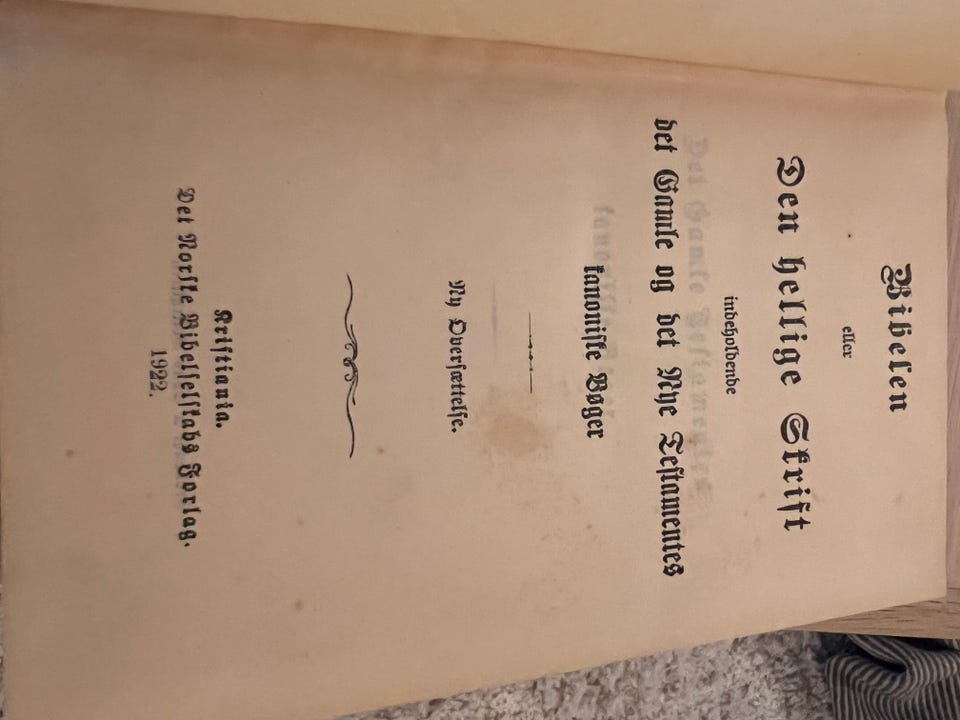 Bibelen
eller
Den hellige Skrift
indeholdende
det Gamle og det Nye Testamentes
kanoniske Bøger
Ny Oversættelse.
Kristiania.
Det Norske Bibelselskabs Forlag.
1922.